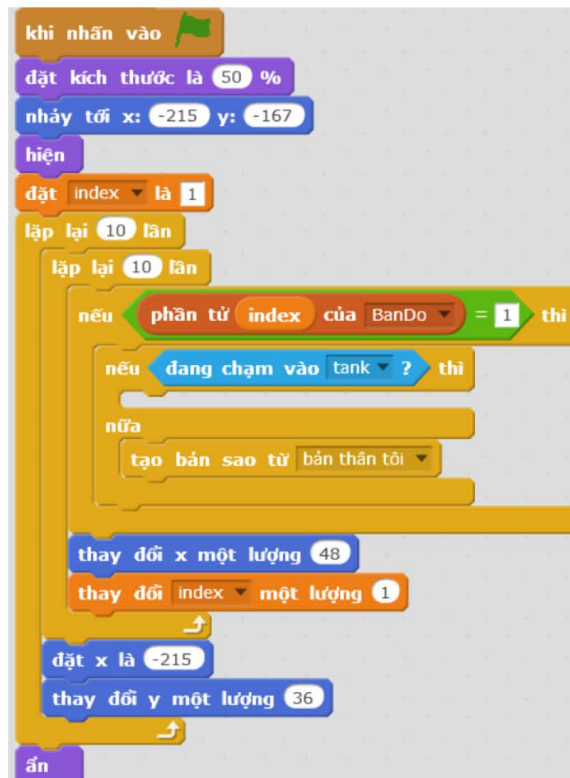 khi nhấn vào
đặt kích thước là 50 %
nhảy tới x: -215 y: -167
hiện
đặt index là 1
lặp lại 10 lần
lặp lại 10 lần
nếu phần tử index của BanDo = 1 thì
nếu đang chạm vào tank ? thì
nữa
tạo bản sao từ bản thân tôi
thay đổi x một lượng 48
thay đổi index một lượng 1
đặt x là -215
thay đổi y một lượng 36
ẩn